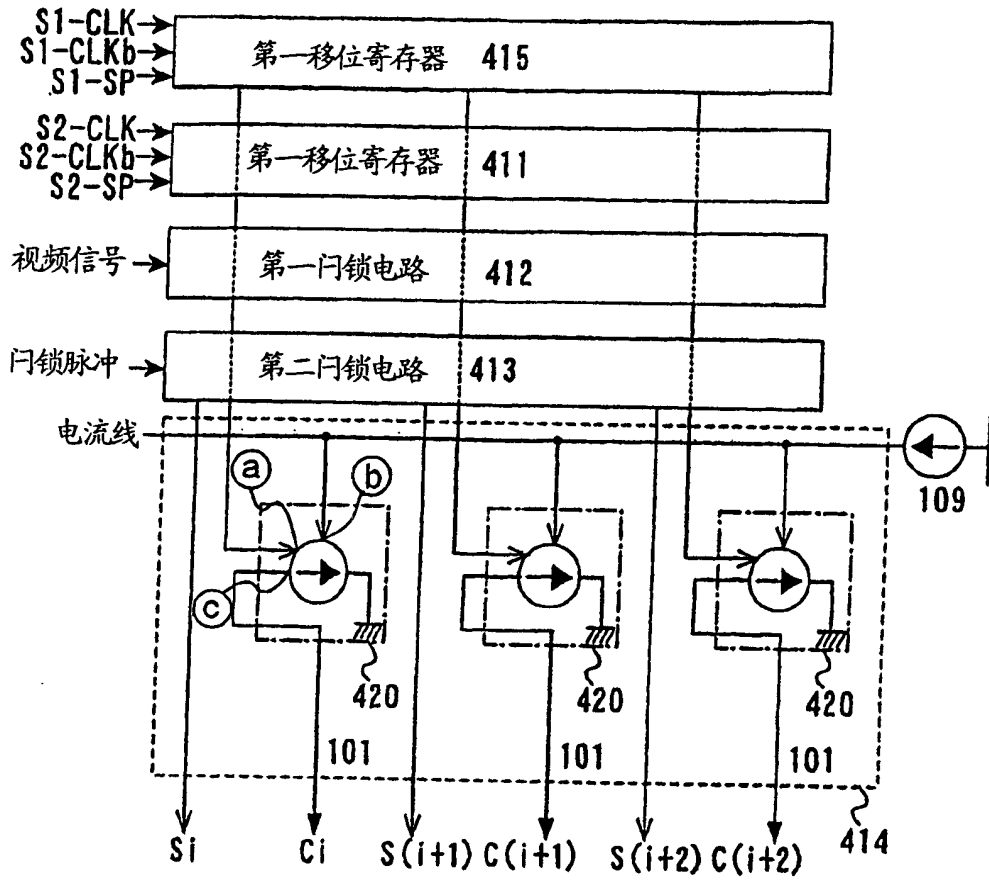 S1-CLK
S1-CLKb
S1-SP
第一移位寄存器 415
S2-CLK
S2-CLKb
S2-SP
第一移位寄存器 411
视频信号
第一闩锁电路 412
闩锁脉冲
第二闩锁电路 413
电流线
109
a b
c
420 420 420
101 101 101
414
Si Ci S(i+1) C(i+1) S(i+2) C(i+2)